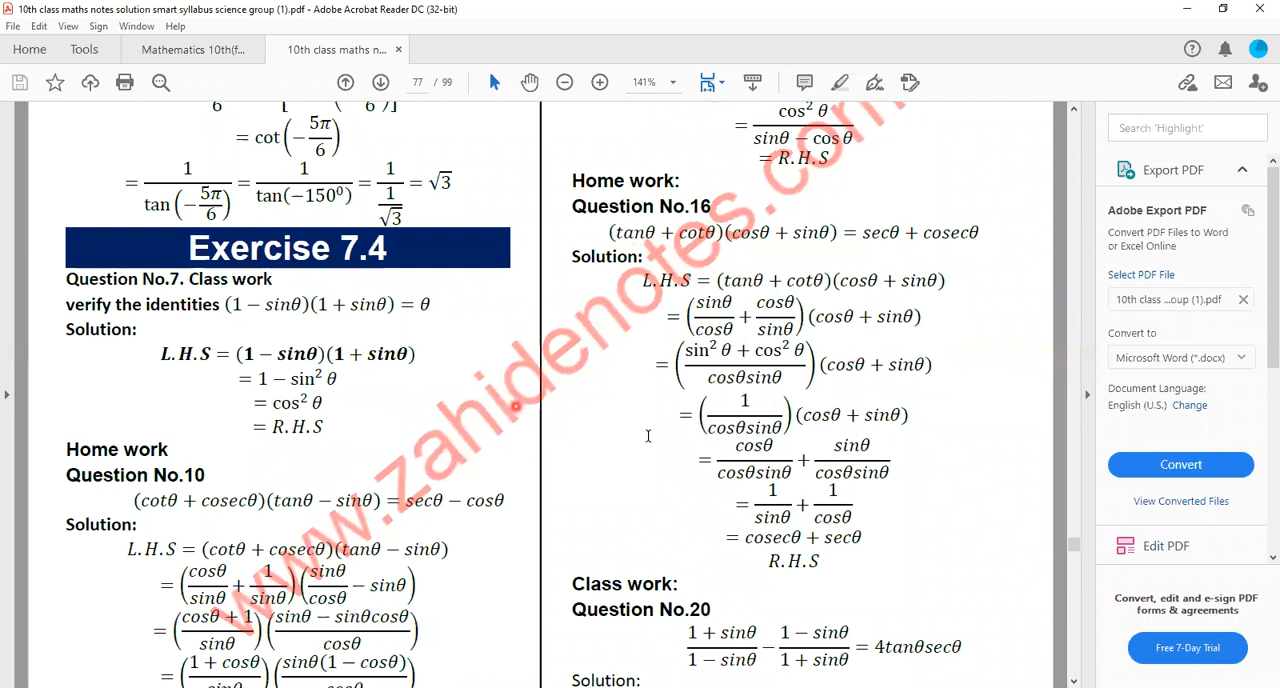 10th class maths notes solution smart syllabus science group (1).pdf - Adobe Acrobat Reader DC (32-bit)
File Edit View Sign Window Help
Home Tools Mathematics 10th(f... 10th class maths n... ×
77 / 99 141%
6 [ ( 6 )]
= cot(−5π/6)
= 1/tan(−5π/6) = 1/tan(−150⁰) = 1/(1/√3) = √3
Exercise 7.4
Question No.7. Class work
verify the identities (1 − sinθ)(1 + sinθ) = θ
Solution:
L.H.S = (1 − sinθ)(1 + sinθ)
= 1 − sin² θ
= cos² θ
= R.H.S
Home work
Question No.10
(cotθ + cosecθ)(tanθ − sinθ) = secθ − cosθ
Solution:
L.H.S = (cotθ + cosecθ)(tanθ − sinθ)
= (cosθ/sinθ + 1/sinθ)(sinθ/cosθ − sinθ)
= ((cosθ + 1)/sinθ)((sinθ − sinθcosθ)/cosθ)
= ((1 + cosθ)/sinθ)((sinθ(1 − cosθ))/cosθ)
= cos² θ/(sinθ − cosθ)
= R.H.S
Home work:
Question No.16
(tanθ + cotθ)(cosθ + sinθ) = secθ + cosecθ
Solution:
L.H.S = (tanθ + cotθ)(cosθ + sinθ)
= (sinθ/cosθ + cosθ/sinθ)(cosθ + sinθ)
= ((sin² θ + cos² θ)/cosθsinθ)(cosθ + sinθ)
= (1/cosθsinθ)(cosθ + sinθ)
= cosθ/cosθsinθ + sinθ/cosθsinθ
= 1/sinθ + 1/cosθ
= cosecθ + secθ
R.H.S
Class work:
Question No.20
(1 + sinθ)/(1 − sinθ) − (1 − sinθ)/(1 + sinθ) = 4tanθsecθ
Solution:
www.zahidenotes.com
Search 'Highlight'
Export PDF
Adobe Export PDF
Convert PDF Files to Word
or Excel Online
Select PDF File
10th class ...oup (1).pdf ×
Convert to
Microsoft Word (*.docx)
Document Language:
English (U.S.) Change
Convert
View Converted Files
Edit PDF
Convert, edit and e-sign PDF
forms & agreements
Free 7-Day Trial